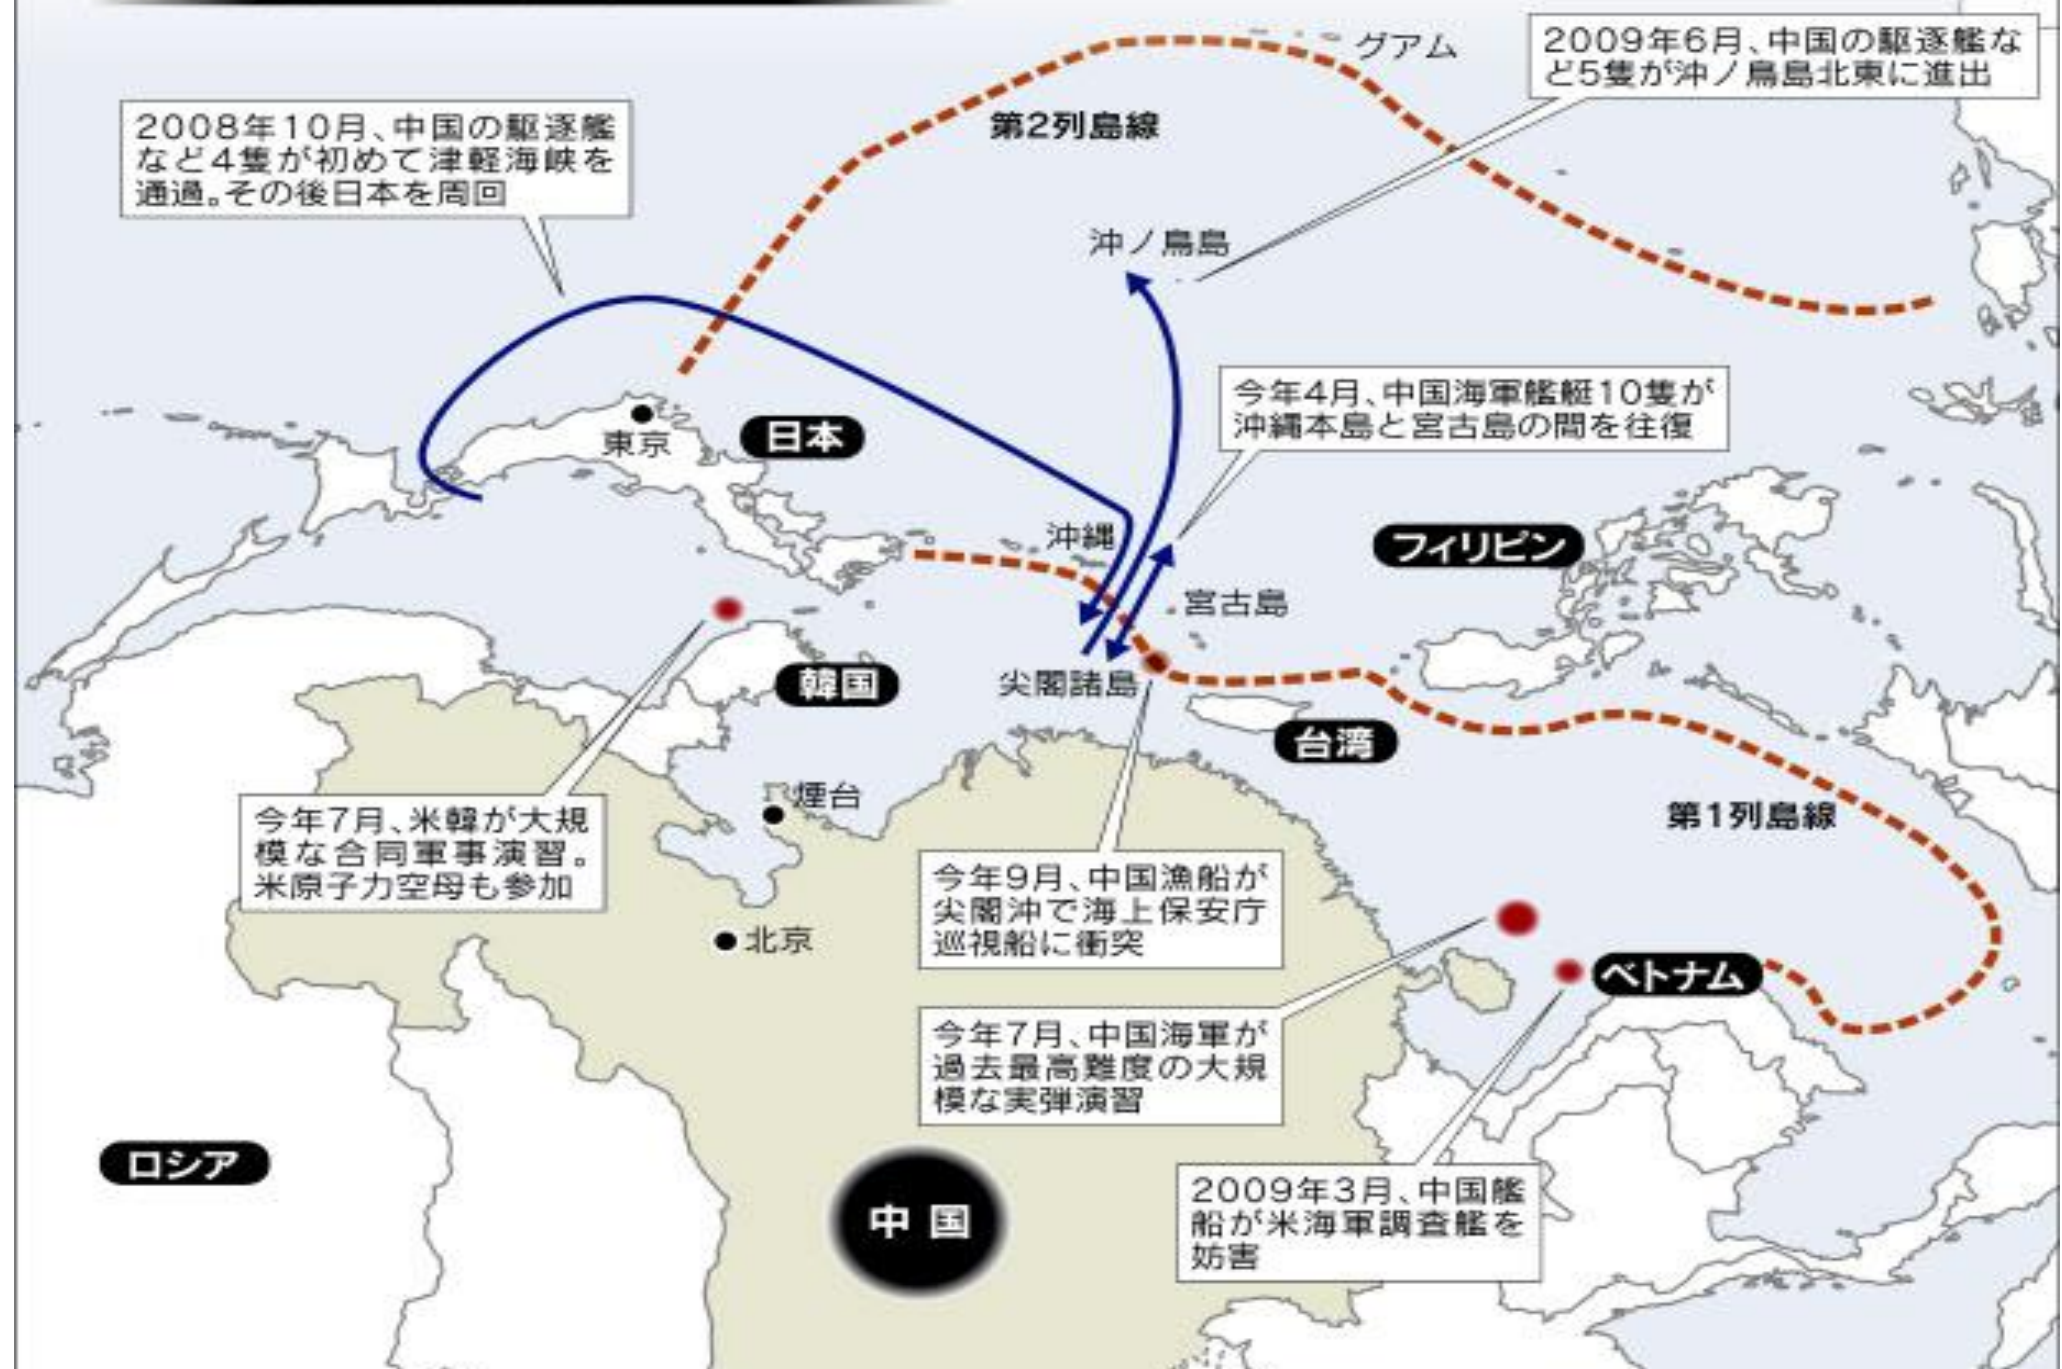 グアム
2009年6月、中国の駆逐艦な
ど5隻が沖ノ鳥島北東に進出
2008年10月、中国の駆逐艦
など4隻が初めて津軽海峡を
通過。その後日本を周回
第2列島線
沖ノ鳥島
今年4月、中国海軍艦艇10隻が
沖縄本島と宮古島の間を往復
東京
日本
沖縄
フィリピン
宮古島
韓国
尖閣諸島
台湾
煙台
第1列島線
今年7月、米韓が大規
模な合同軍事演習。
米原子力空母も参加
今年9月、中国漁船が
尖閣沖で海上保安庁
巡視船に衝突
北京
ベトナム
今年7月、中国海軍が
過去最高難度の大規
模な実弾演習
ロシア
中国
2009年3月、中国艦
船が米海軍調査艦を
妨害